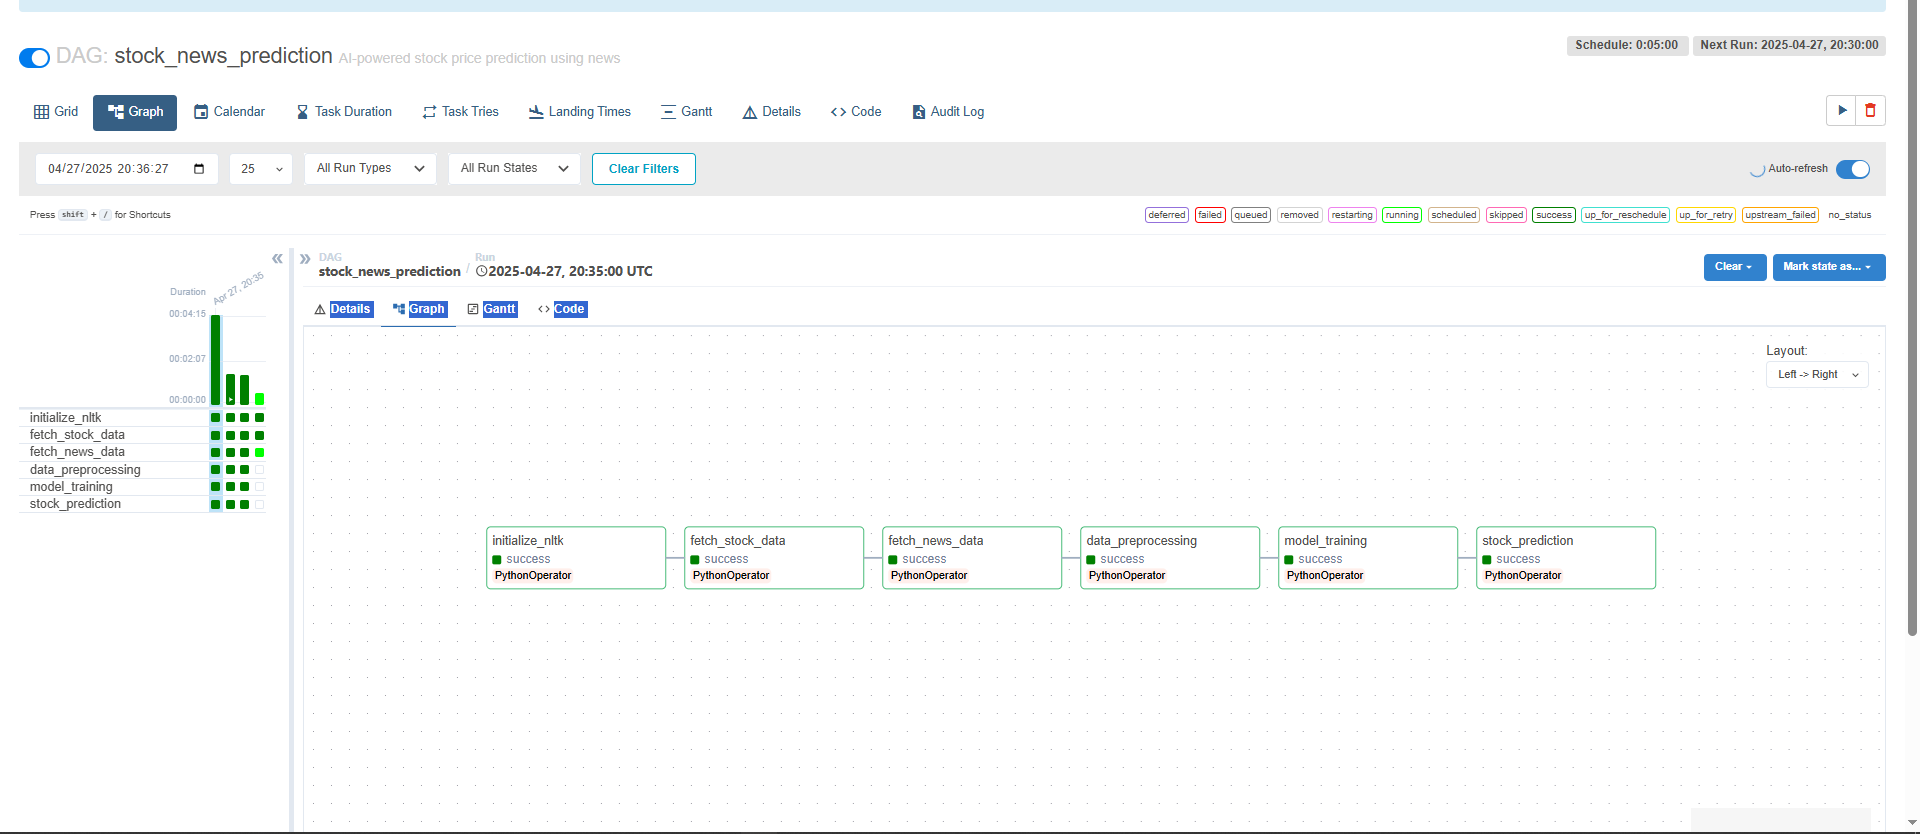 DAG: stock_news_prediction AI-powered stock price prediction using news
Schedule: 0:05:00 Next Run: 2025-04-27, 20:30:00
Grid Graph Calendar Task Duration Task Tries Landing Times Gantt Details Code Audit Log
04/27/2025 20:36:27 25 All Run Types All Run States Clear Filters Auto-refresh
Press shift + / for Shortcuts
deferred failed queued removed restarting running scheduled skipped success up_for_reschedule up_for_retry upstream_failed no_status
DAG Run
stock_news_prediction / 2025-04-27, 20:35:00 UTC
Clear Mark state as...
Details Graph Gantt Code
Apr 27, 20:35
Duration
00:04:15
00:02:07
00:00:00
initialize_nltk
fetch_stock_data
fetch_news_data
data_preprocessing
model_training
stock_prediction
Layout:
Left -> Right
initialize_nltk
success
PythonOperator
fetch_stock_data
success
PythonOperator
fetch_news_data
success
PythonOperator
data_preprocessing
success
PythonOperator
model_training
success
PythonOperator
stock_prediction
success
PythonOperator